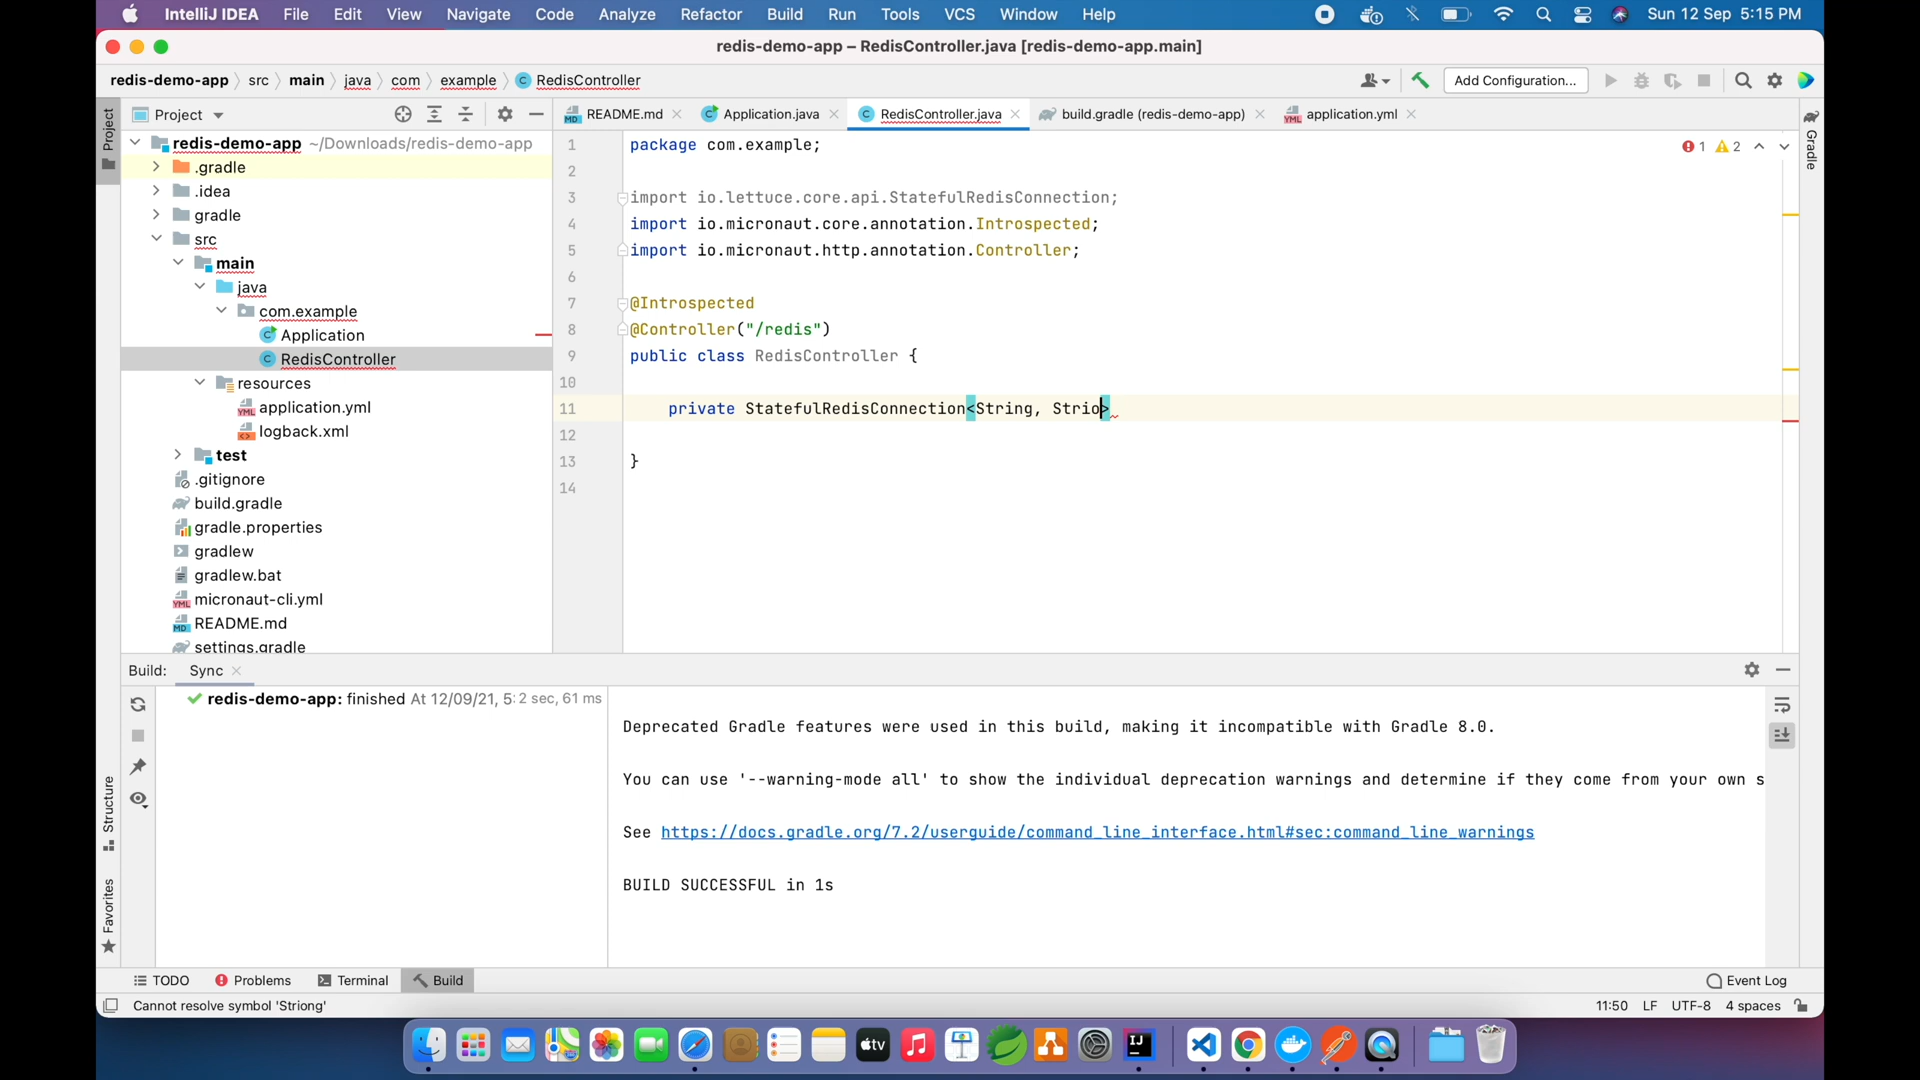 IntelliJ IDEA File Edit View Navigate Code Analyze Refactor Build Run Tools VCS Window Help Sun 12 Sep 5:15 PM
redis-demo-app – RedisController.java [redis-demo-app.main]
redis-demo-app src main java com example RedisController Add Configuration...
Project README.md Application.java RedisController.java build.gradle (redis-demo-app) application.yml
Project
Gradle
redis-demo-app ~/Downloads/redis-demo-app
.gradle
.idea
gradle
src
main
java
com.example
Application
RedisController
resources
application.yml
logback.xml
test
.gitignore
build.gradle
gradle.properties
gradlew
gradlew.bat
micronaut-cli.yml
README.md
settings.gradle
1 package com.example;
2
3 import io.lettuce.core.api.StatefulRedisConnection;
4 import io.micronaut.core.annotation.Introspected;
5 import io.micronaut.http.annotation.Controller;
6
7 @Introspected
8 @Controller("/redis")
9 public class RedisController {
10
11 private StatefulRedisConnection<String, Strio>
12
13 }
14
1 2
Build: Sync
redis-demo-app: finished At 12/09/21, 5: 2 sec, 61 ms
Deprecated Gradle features were used in this build, making it incompatible with Gradle 8.0.
You can use '--warning-mode all' to show the individual deprecation warnings and determine if they come from your own s
See https://docs.gradle.org/7.2/userguide/command_line_interface.html#sec:command_line_warnings
BUILD SUCCESSFUL in 1s
Structure
Favorites
TODO Problems Terminal Build Event Log
Cannot resolve symbol 'Striong' 11:50 LF UTF-8 4 spaces
tv
IJ